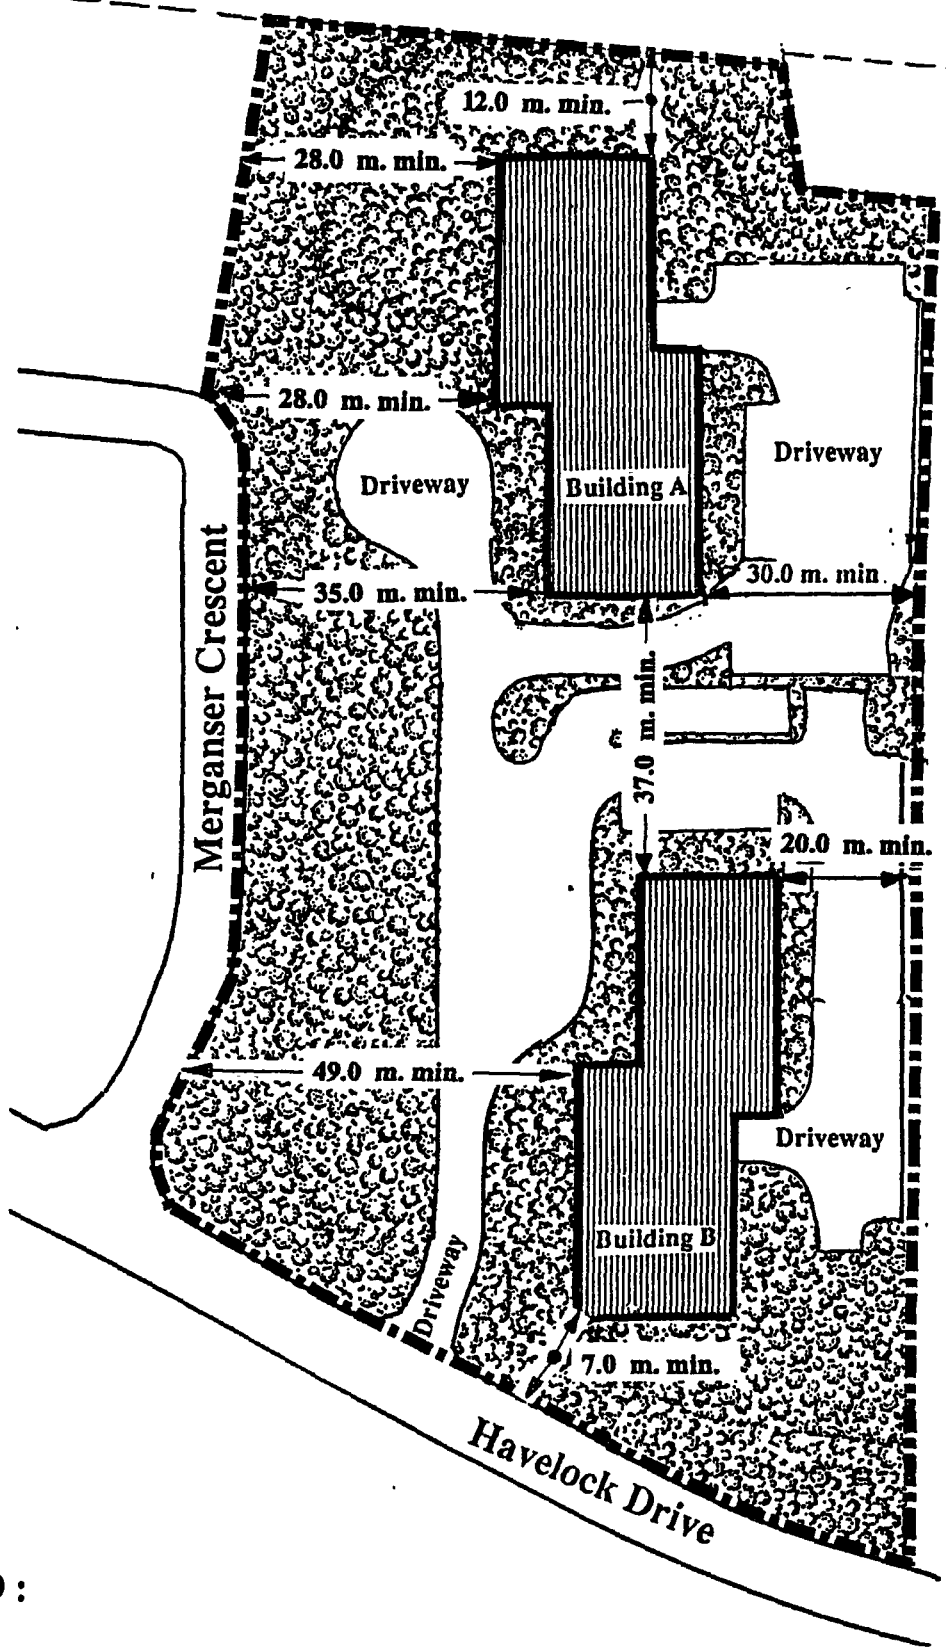 12.0 m. min.
28.0 m. min.
28.0 m. min.
Driveway
Driveway
Building A
30.0 m. min.
35.0 m. min.
Merganser Crescent
37.0 m. min.
20.0 m. min.
49.0 m. min.
Driveway
Building B
Driveway
7.0 m. min.
Havelock Drive
: